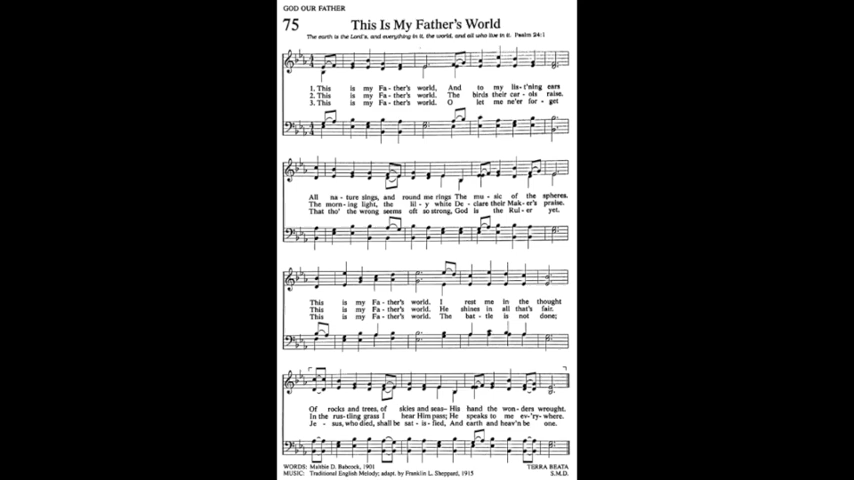 GOD OUR FATHER
75 This Is My Father's World
The earth is the Lord's, and everything in it, the world, and all who live in it. Psalm 24:1
1. This is my Fa - ther's world, And to my lis-t'ning ears
2. This is my Fa - ther's world. The birds their car - ols raise.
3. This is my Fa - ther's world. O let me ne'er for - get
All na - ture sings, and round me rings The mu - sic of the spheres.
The morn - ing light, the lil - y white De - clare their Mak - er's praise.
That tho' the wrong seems oft so strong, God is the Rul - er yet.
This is my Fa - ther's world. I rest me in the thought
This is my Fa - ther's world. He shines in all that's fair.
This is my Fa - ther's world. The bat - tle is not done;
Of rocks and trees, of skies and seas– His hand the won - ders wrought.
In the rus - tling grass I hear Him pass; He speaks to me ev - ry - where.
Je - sus, who died, shall be sat - is - fied, And earth and heav'n be one.
WORDS: Maltbie D. Babcock, 1901 TERRA BEATA
MUSIC: Traditional English Melody; adapt. by Franklin L. Sheppard, 1915 S.M.D.